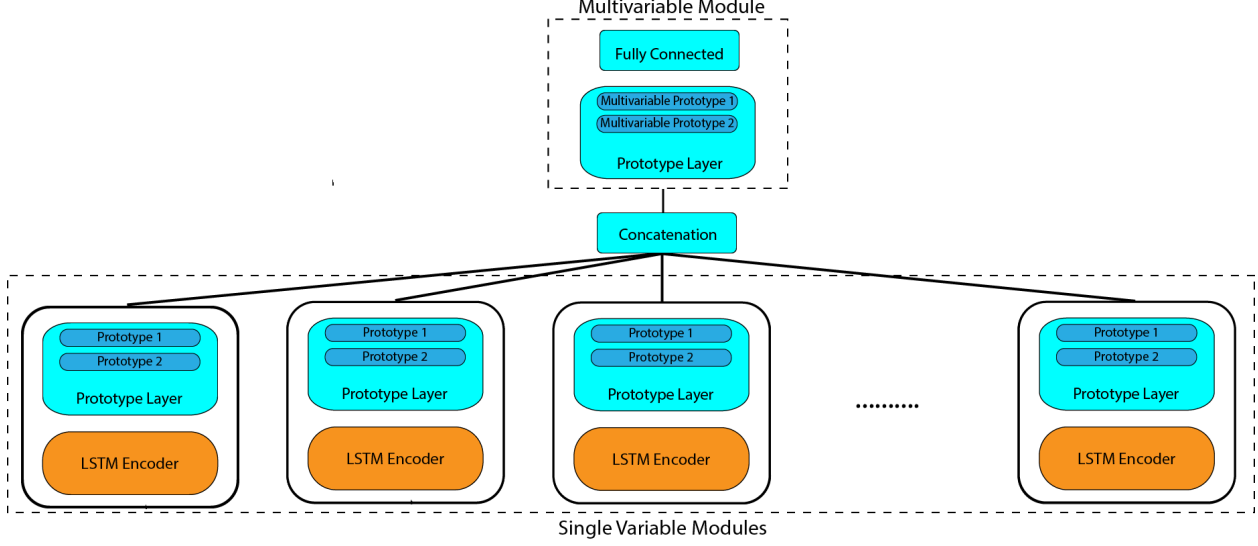 Multivariable Module
Fully Connected
Multivariable Prototype 1
Multivariable Prototype 2
Prototype Layer
Concatenation
Prototype 1
Prototype 2
Prototype Layer
LSTM Encoder
Prototype 1
Prototype 2
Prototype Layer
LSTM Encoder
Prototype 1
Prototype 2
Prototype Layer
LSTM Encoder
..........
Prototype 1
Prototype 2
Prototype Layer
LSTM Encoder
Single Variable Modules